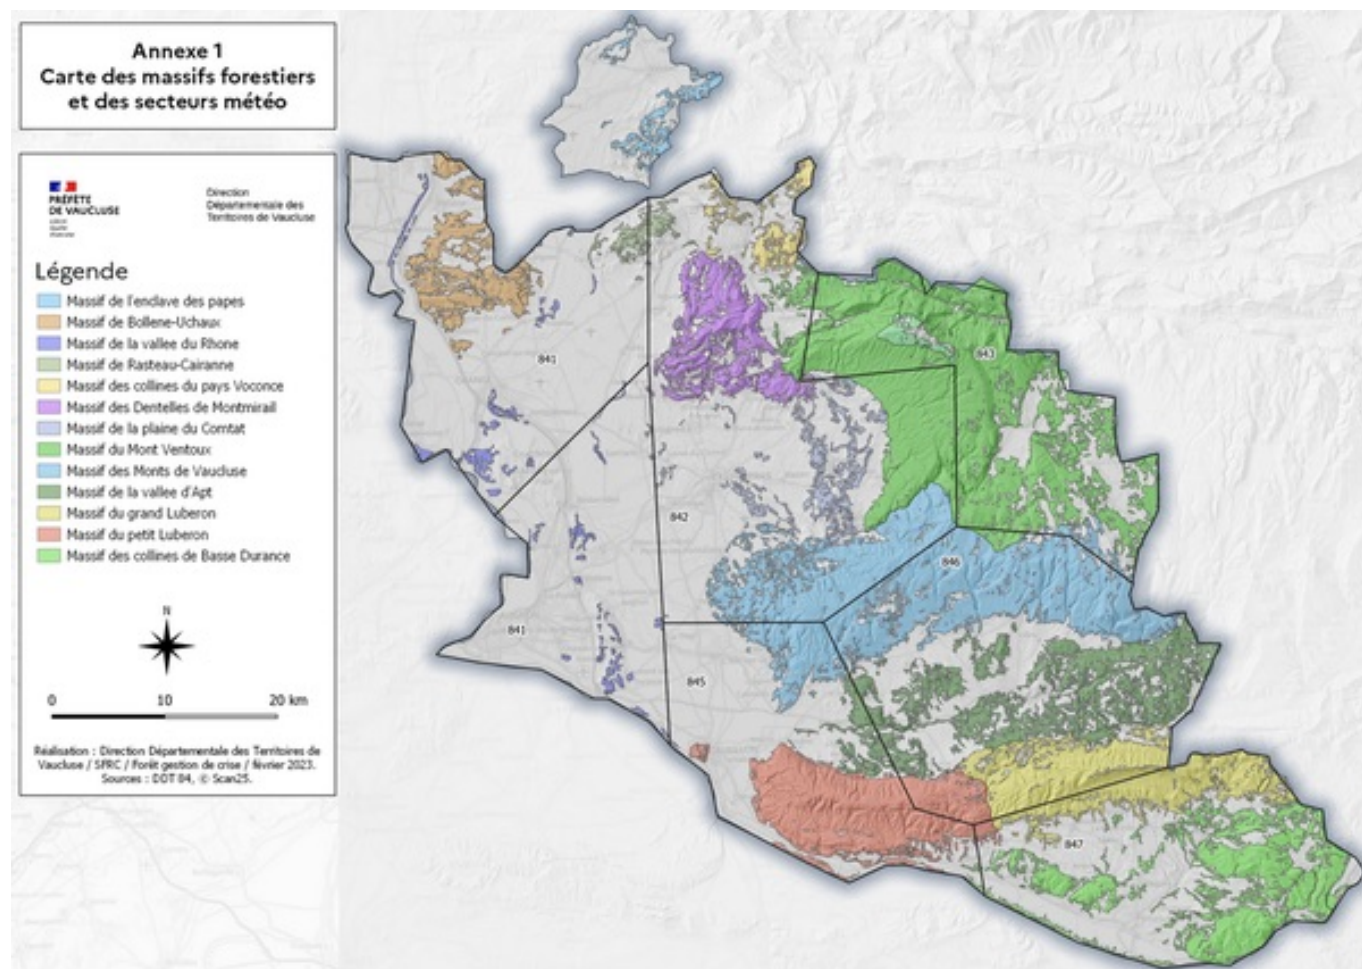 Annexe 1
Carte des massifs forestiers
et des secteurs météo
PRÉFÈTE
DE VAUCLUSE
Direction
Départementale des
Territoires de Vaucluse
Légende
Massif de l'enclave des papes
Massif de Bollene-Uchaux
Massif de la vallee du Rhone
Massif de Rasteau-Cairanne
Massif des collines du pays Voconce
Massif des Dentelles de Montmirail
Massif de la plaine du Comtat
Massif du Mont Ventoux
Massif des Monts de Vaucluse
Massif de la vallee d'Apt
Massif du grand Luberon
Massif du petit Luberon
Massif des collines de Basse Durance
N
0 10 20 km
Réalisation : Direction Départementale des Territoires de
Vaucluse / SFRC / Forêt gestion de crise / février 2023.
Sources : DDT 84, © Scan25.
841
843
842
846
841
845
847